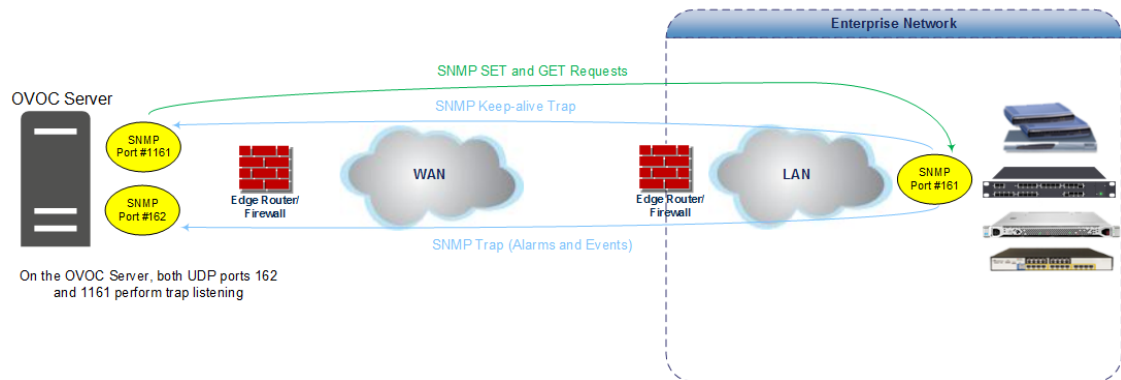 Enterprise Network
SNMP SET and GET Requests
OVOC Server
SNMP Keep-alive Trap
SNMP
Port #1161
WAN
LAN
SNMP
Port #161
SNMP
Port #162
Edge Router/
Firewall
Edge Router/
Firewall
SNMP Trap (Alarms and Events)
On the OVOC Server, both UDP ports 162
and 1161 perform trap listening